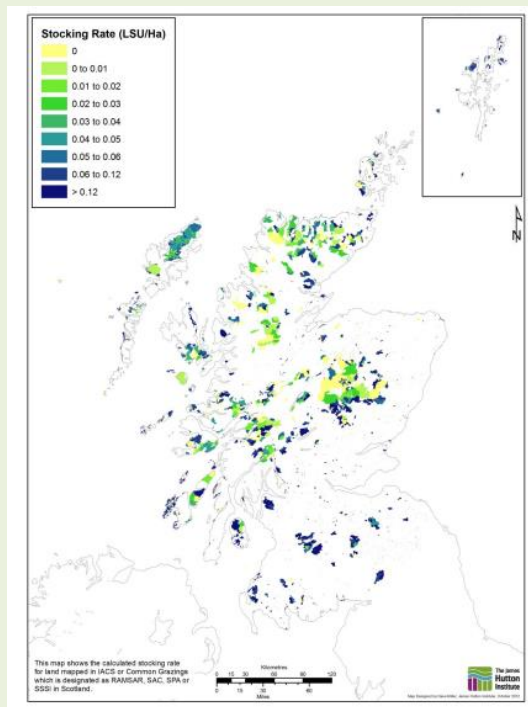 Stocking Rate (LSU/Ha)
0
0 to 0.01
0.01 to 0.02
0.02 to 0.03
0.03 to 0.04
0.04 to 0.05
0.05 to 0.06
0.06 to 0.12
> 0.12
N
This map shows the calculated stocking rate
for land mapped in IACS or Common Grazings
which is designated as RAMSAR, SAC, SPA or
SSSI in Scotland.
Kilometres
Miles
The James
Hutton
Institute